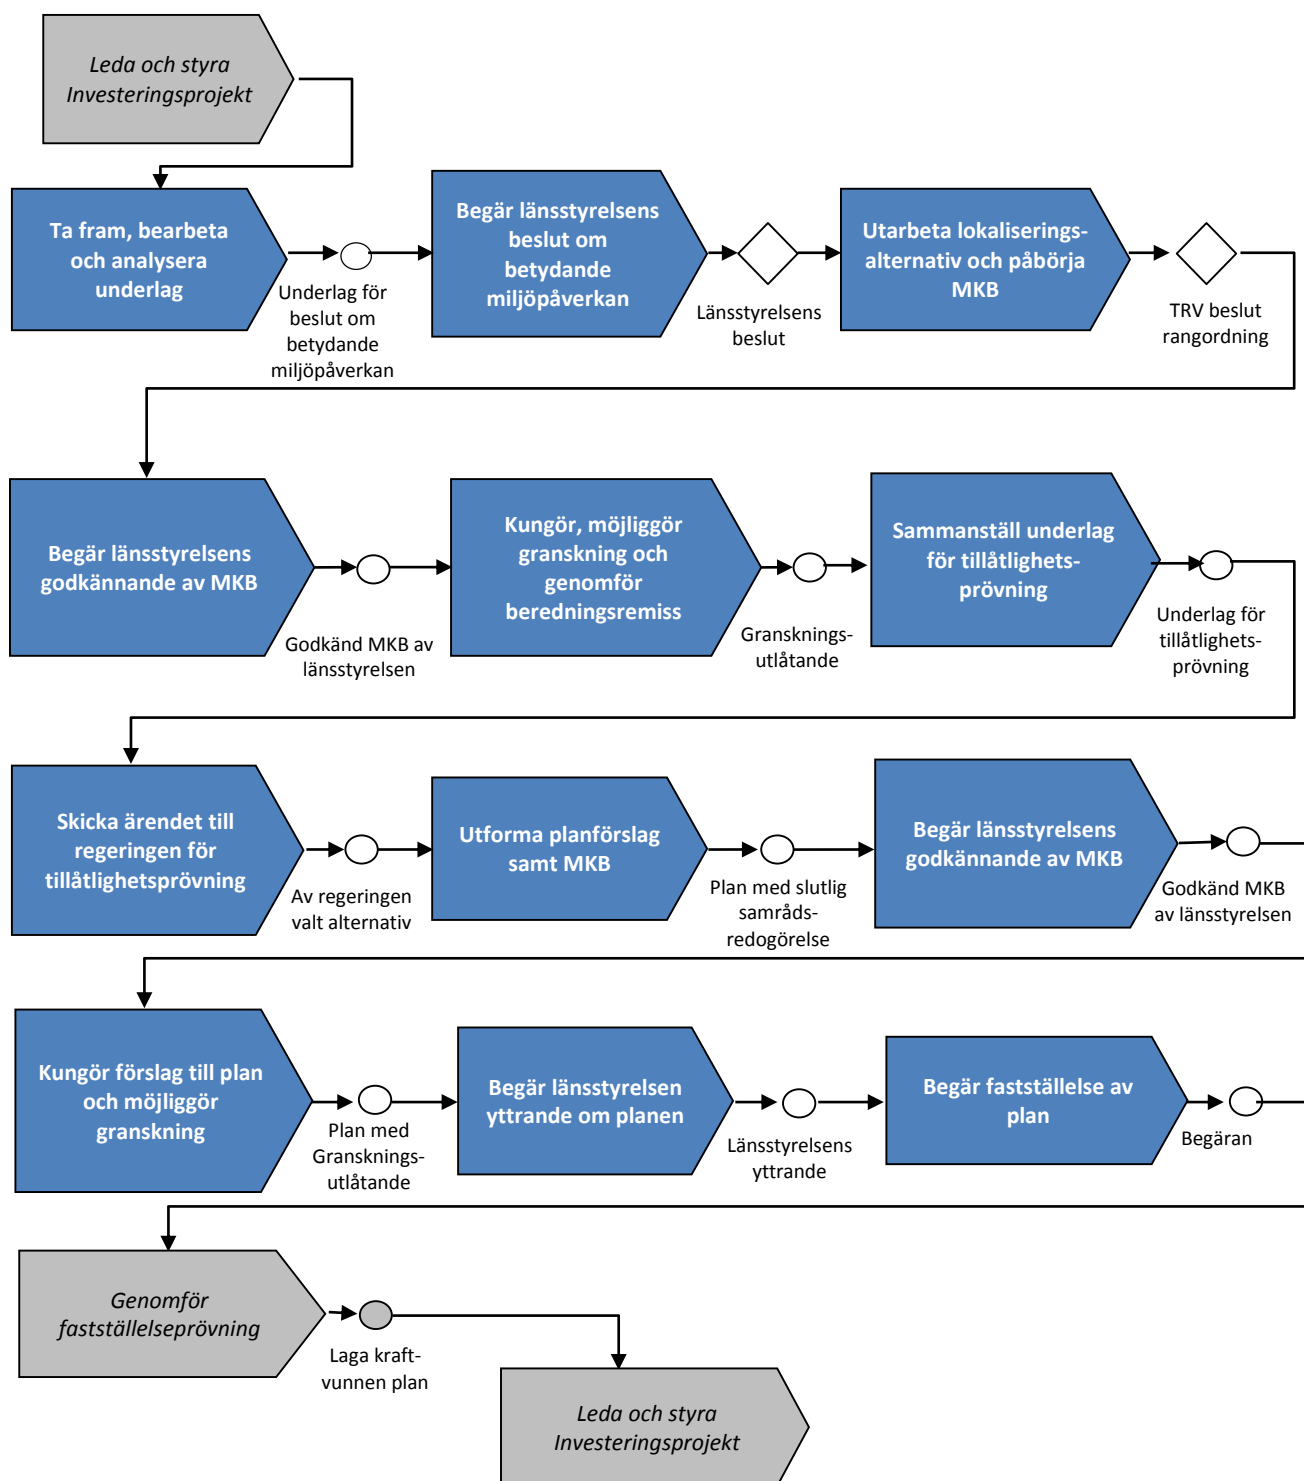 Leda och styra
Investeringsprojekt
Ta fram, bearbeta
och analysera
underlag
Underlag för
beslut om
betydande
miljöpåverkan
Begär länsstyrelsens
beslut om
betydande
miljöpåverkan
Länsstyrelsens
beslut
Utarbeta lokaliserings-
alternativ och påbörja
MKB
TRV beslut
rangordning
Begär länsstyrelsens
godkännande av MKB
Godkänd MKB av
länsstyrelsen
Kungör, möjliggör
granskning och
genomför
beredningsremiss
Gransknings-
utlåtande
Sammanställ underlag
för tillåtlighets-
prövning
Underlag för
tillåtlighets-
prövning
Skicka ärendet till
regeringen för
tillåtlighetsprövning
Av regeringen
valt alternativ
Utforma planförslag
samt MKB
Plan med slutlig
samråds-
redogörelse
Begär länsstyrelsens
godkännande av MKB
Godkänd MKB
av länsstyrelsen
Kungör förslag till plan
och möjliggör
granskning
Plan med
Gransknings-
utlåtande
Begär länsstyrelsen
yttrande om planen
Länsstyrelsens
yttrande
Begär fastställelse av
plan
Begäran
Genomför
fastställelseprövning
Laga kraft-
vunnen plan
Leda och styra
Investeringsprojekt